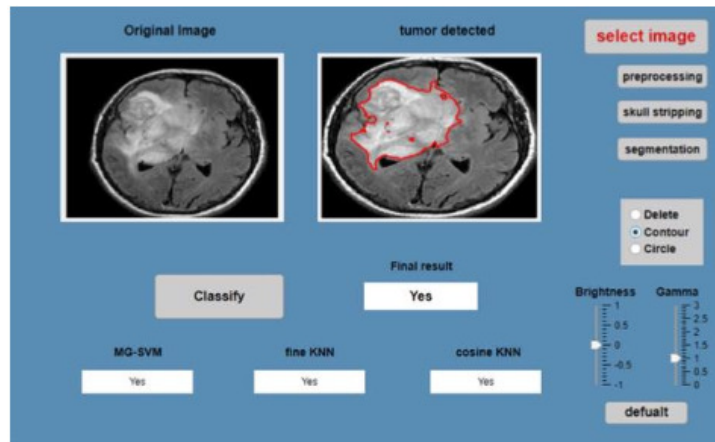 Original Image
tumor detected
select image
preprocessing
skull stripping
segmentation
Delete
Contour
Circle
Final result
Yes
Classify
Brightness
1
0.5
0
-0.5
-1
Gamma
3
2.5
2
1.5
1
0.5
0
MG-SVM
Yes
fine KNN
Yes
cosine KNN
Yes
defualt